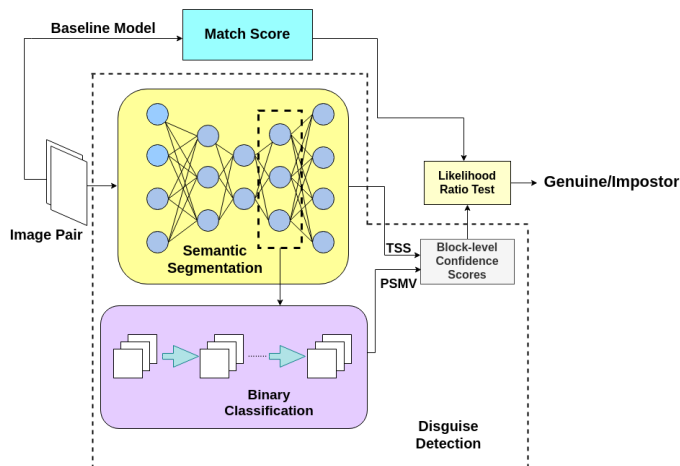 Baseline Model
Match Score
Likelihood
Ratio Test
Genuine/Impostor
Image Pair
Semantic
Segmentation
TSS
Block-level
Confidence
Scores
PSMV
Binary
Classification
Disguise
Detection